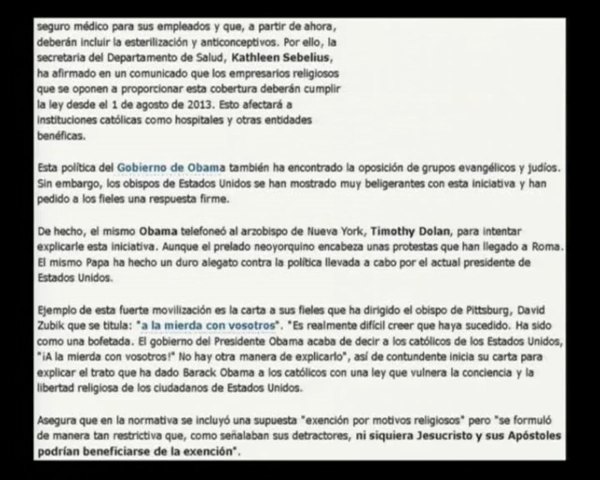 seguro médico para sus empleados y que, a partir de ahora,
deberán incluir la esterilización y anticonceptivos. Por ello, la
secretaria del Departamento de Salud, Kathleen Sebelius,
ha afirmado en un comunicado que los empresarios religiosos
que se oponen a proporcionar esta cobertura deberán cumplir
la ley desde el 1 de agosto de 2013. Esto afectará a
instituciones católicas como hospitales y otras entidades
benéficas.
Esta política del Gobierno de Obama también ha encontrado la oposición de grupos evangélicos y judíos.
Sin embargo, los obispos de Estados Unidos se han mostrado muy beligerantes con esta iniciativa y han
pedido a los fieles una respuesta firme.
De hecho, el mismo Obama telefoneó al arzobispo de Nueva York, Timothy Dolan, para intentar
explicarle esta iniciativa. Aunque el prelado neoyorquino encabeza unas protestas que han llegado a Roma.
El mismo Papa ha hecho un duro alegato contra la política llevada a cabo por el actual presidente de
Estados Unidos.
Ejemplo de esta fuerte movilización es la carta a sus fieles que ha dirigido el obispo de Pittsburg, David
Zubik que se titula: "a la mierda con vosotros". "Es realmente difícil creer que haya sucedido. Ha sido
como una bofetada. El gobierno del Presidente Obama acaba de decir a los católicos de los Estados Unidos,
"¡A la mierda con vosotros!" No hay otra manera de explicarlo", así de contundente inicia su carta para
explicar el trato que ha dado Barack Obama a los católicos con una ley que vulnera la conciencia y la
libertad religiosa de los ciudadanos de Estados Unidos.
Asegura que en la normativa se incluyó una supuesta "exención por motivos religiosos" pero "se formuló
de manera tan restrictiva que, como señalaban sus detractores, ni siquiera Jesucristo y sus Apóstoles
podrían beneficiarse de la exención".